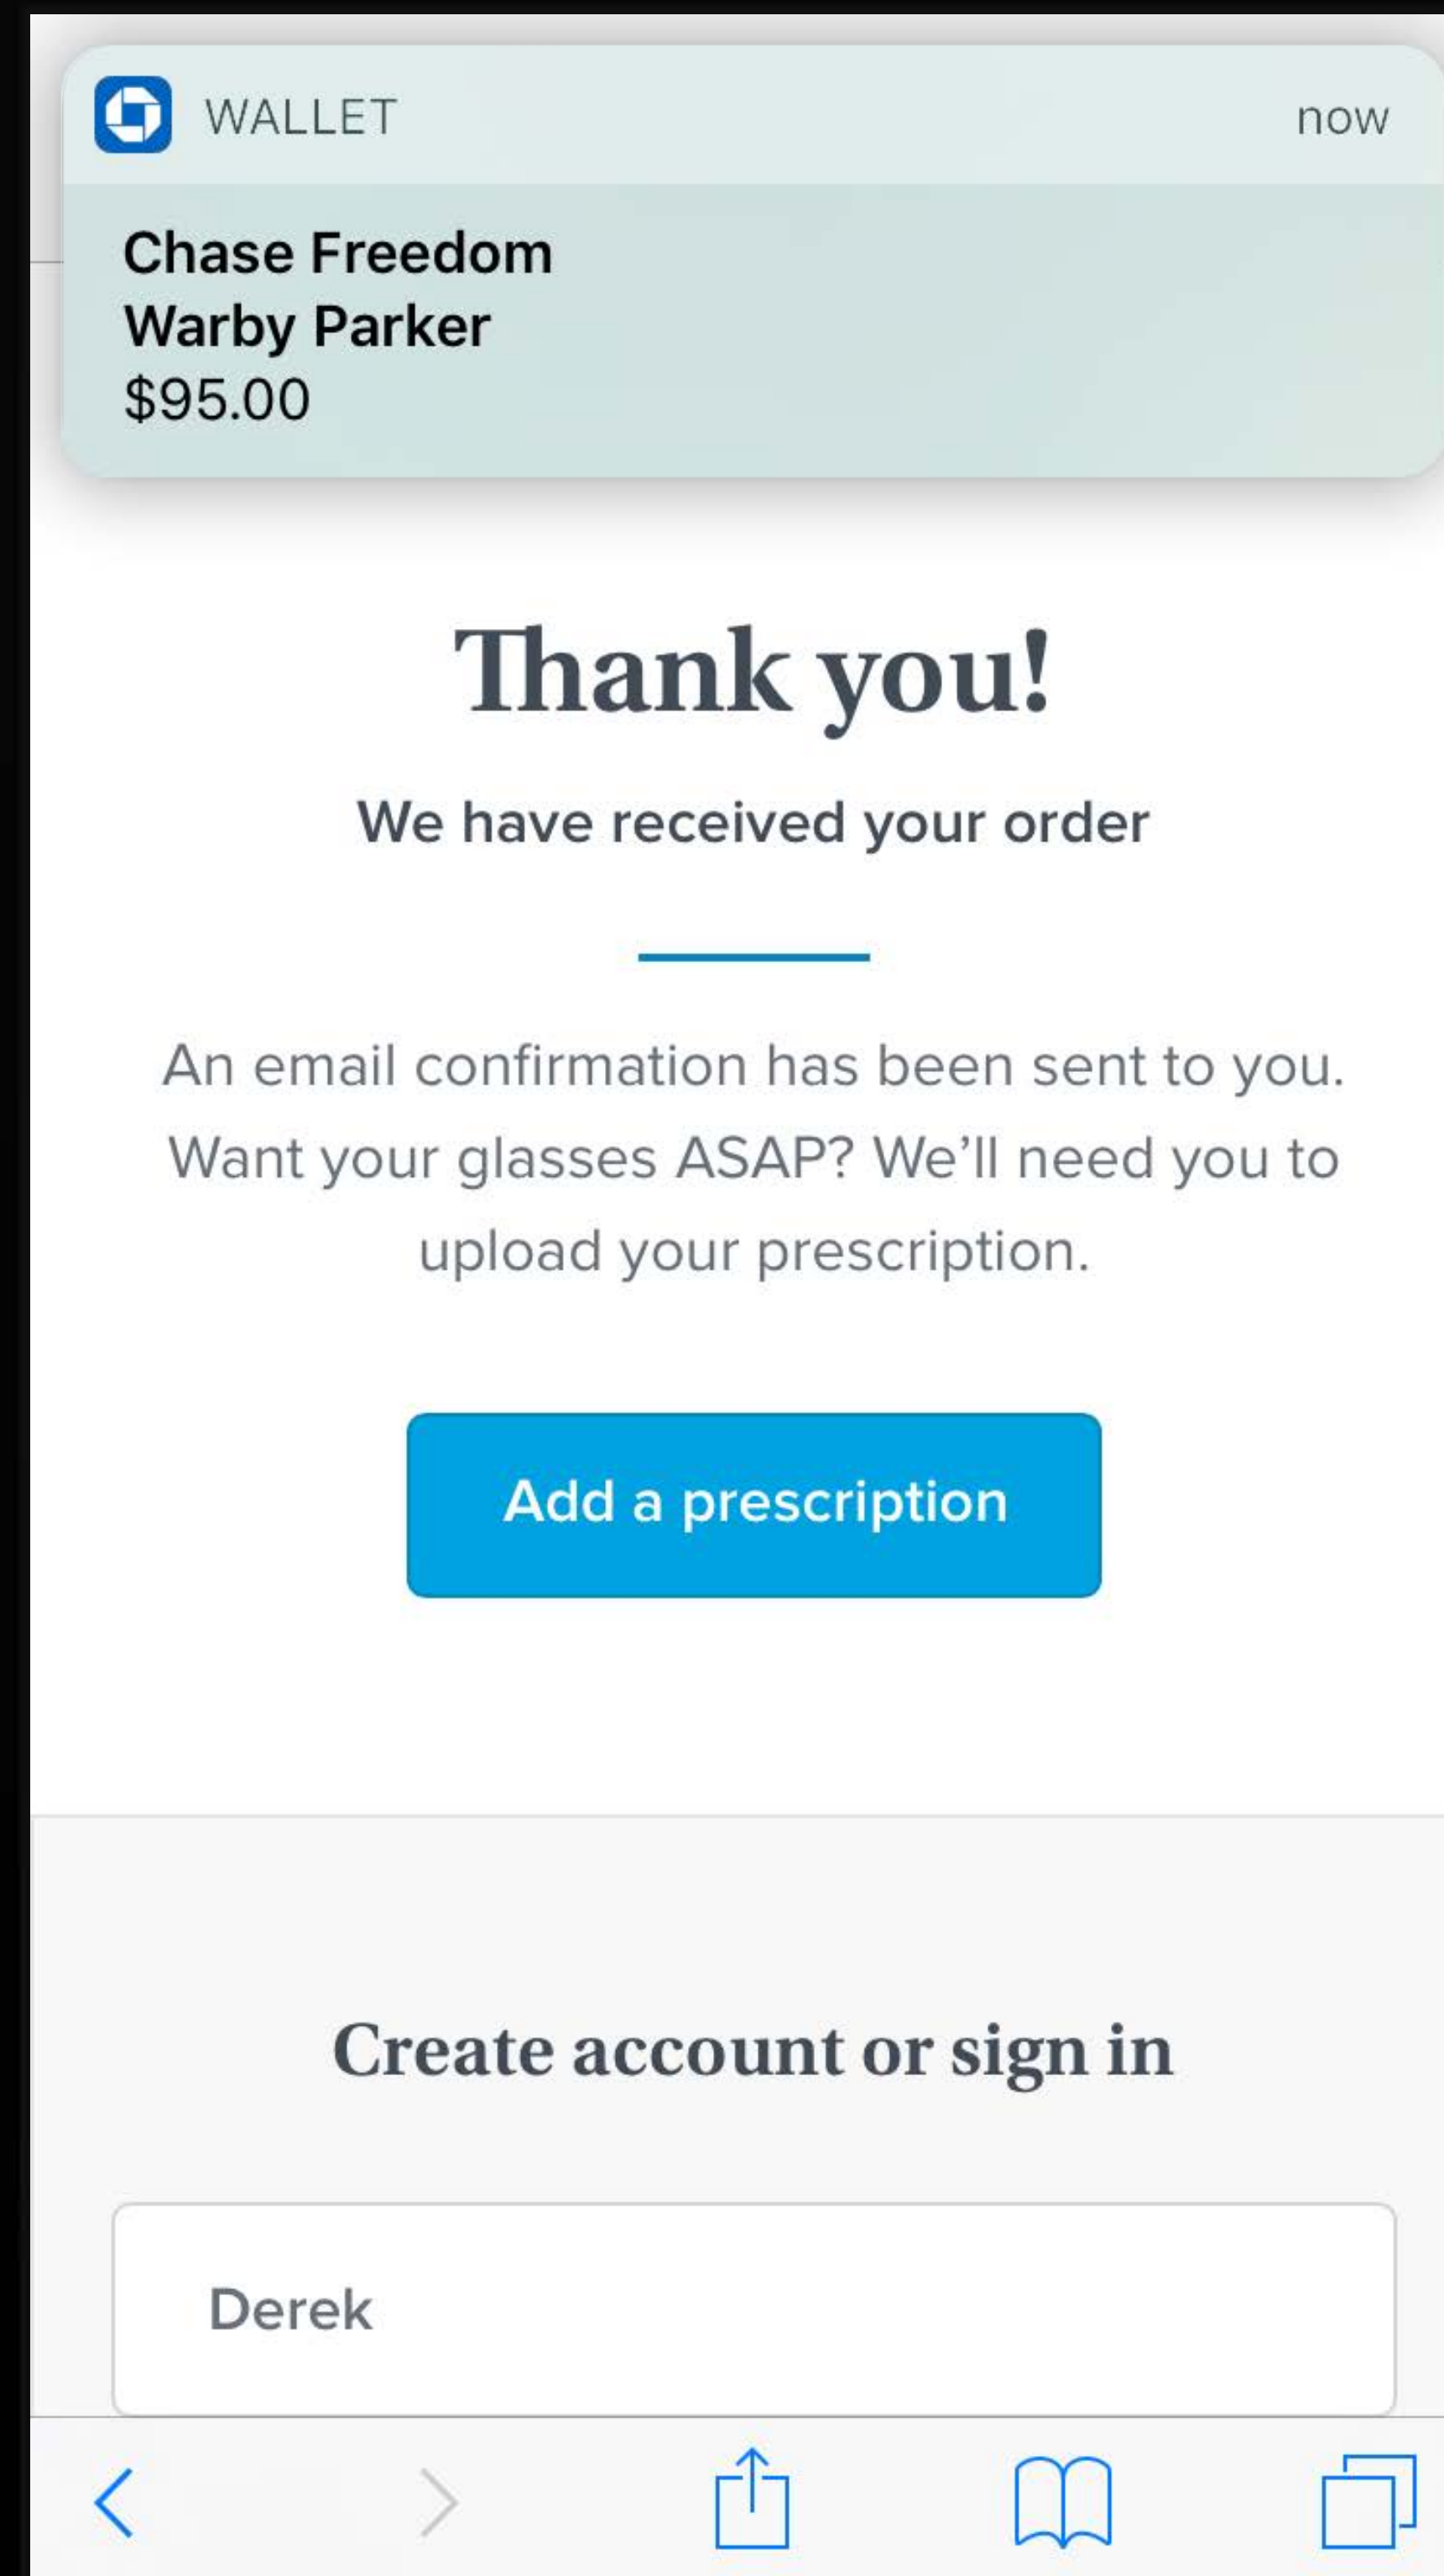 WALLET now
Chase Freedom
Warby Parker
$95.00
Thank you!
We have received your order
An email confirmation has been sent to you.
Want your glasses ASAP? We’ll need you to
upload your prescription.
Add a prescription
Create account or sign in
Derek